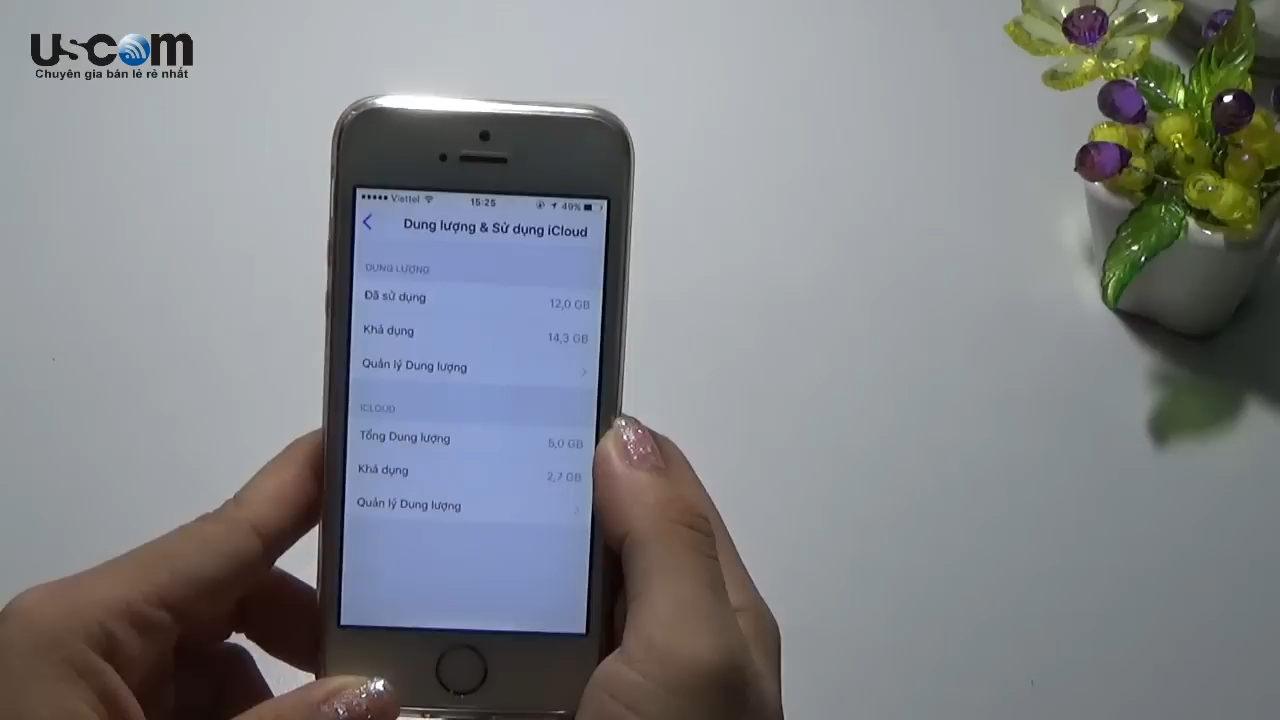 uscom
Chuyên gia bán lẻ rẻ nhất
Viettel 15:25 49%
Dung lượng & Sử dụng iCloud
DUNG LƯỢNG
Đã sử dụng 12,0 GB
Khả dụng 14,3 GB
Quản lý Dung lượng
ICLOUD
Tổng Dung lượng 5,0 GB
Khả dụng 2,7 GB
Quản lý Dung lượng